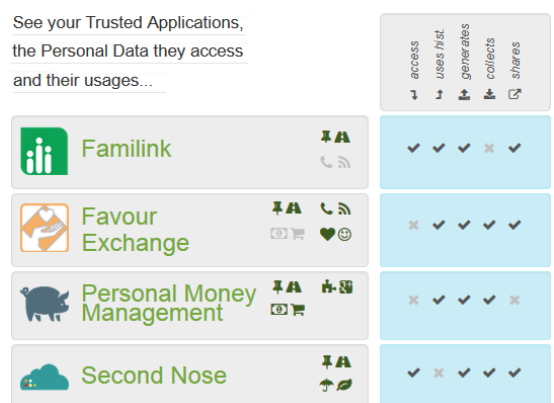 See your Trusted Applications,
the Personal Data they access
and their usages...
access
uses hist.
generates
collects
shares
Familink
Favour
Exchange
Personal Money
Management
Second Nose